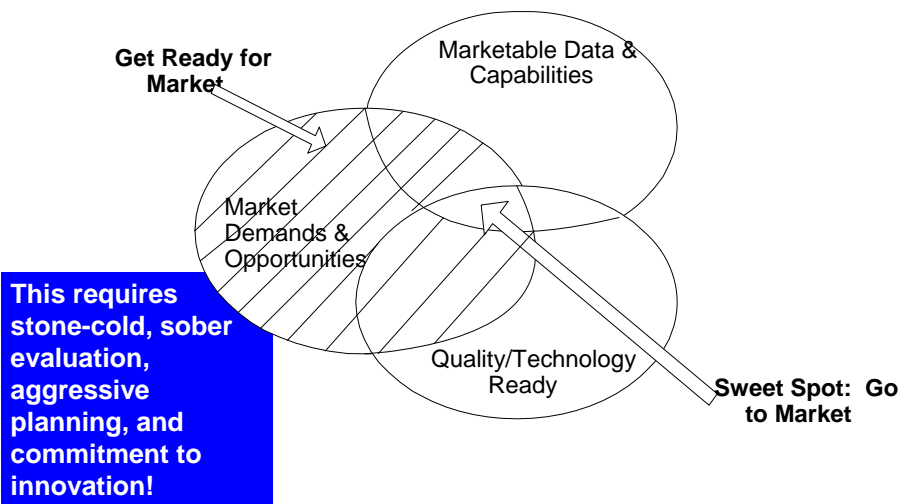 Get Ready for
Market
Marketable Data &
Capabilities
Market
Demands &
Opportunities
This requires
stone-cold, sober
evaluation,
aggressive
planning, and
commitment to
innovation!
Quality/Technology
Ready
Sweet Spot: Go
to Market